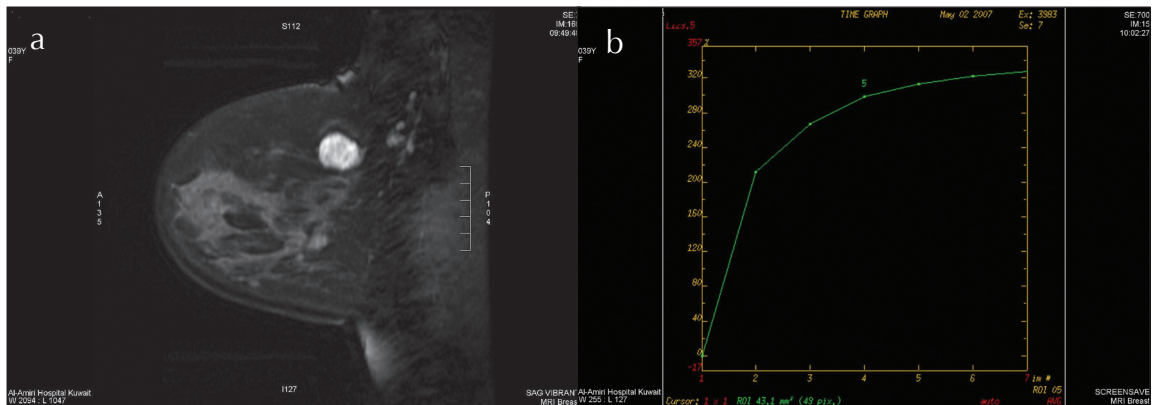 a
S112
SE:
IM:16
09:49:4
039Y
F
A
1
3
5
P
1
0
4
Al-Amiri Hospital Kuwait
W 2094 : L 1047
I127
SAG VIBRANT
MRI Breast
b
TIME GRAPH
May 02 2007
Ex: 3983
Se: 7
SE:700
IM:15
10:02:27
039Y
F
357
%
320
280
240
200
160
120
80
40
0
-17
5
1
2
3
4
5
6
7
im #
ROI 05
Al-Amiri Hospital Kuwait
W 255 : L 127
Cursor: 1 x 1
ROI 43.1 mm² (49 pix.)
auto
AVG
SCREENSAVE
MRI Breast